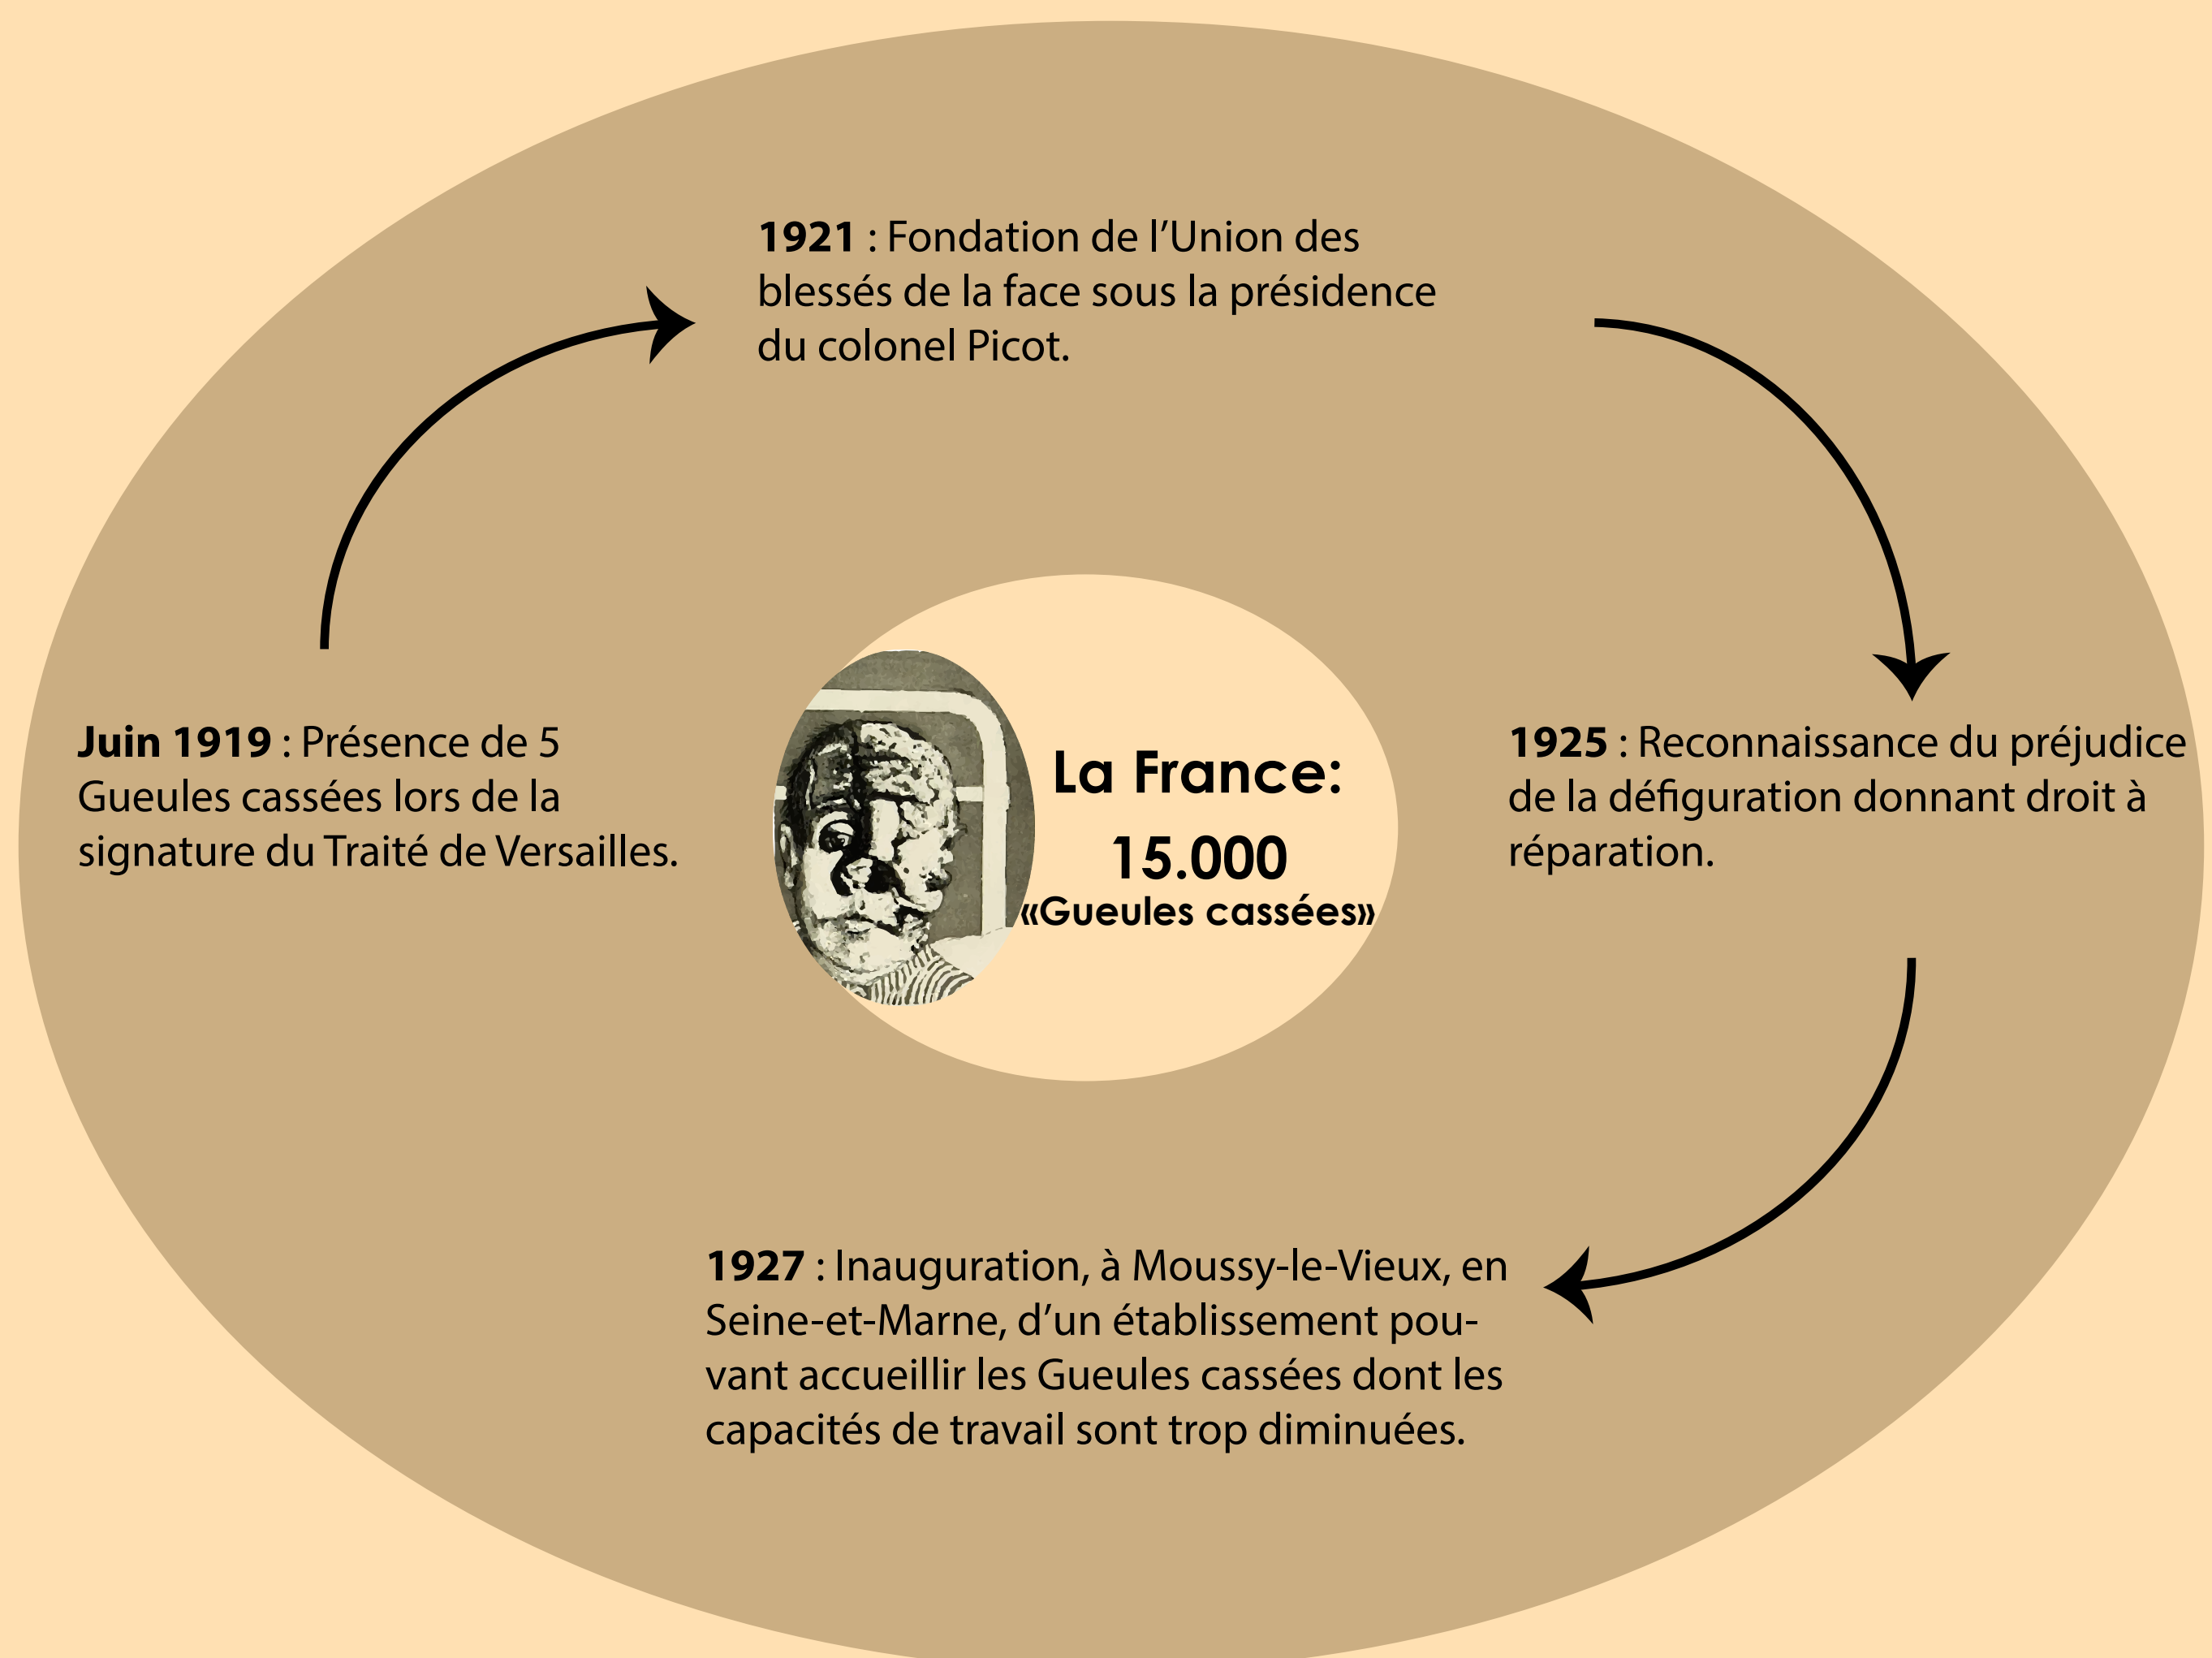 1921 : Fondation de l’Union des
blessés de la face sous la présidence
du colonel Picot.
Juin 1919 : Présence de 5
Gueules cassées lors de la
signature du Traité de Versailles.
La France:
15.000
«Gueules cassées»
1925 : Reconnaissance du préjudice
de la défiguration donnant droit à
réparation.
1927 : Inauguration, à Moussy-le-Vieux, en
Seine-et-Marne, d’un établissement pou-
vant accueillir les Gueules cassées dont les
capacités de travail sont trop diminuées.